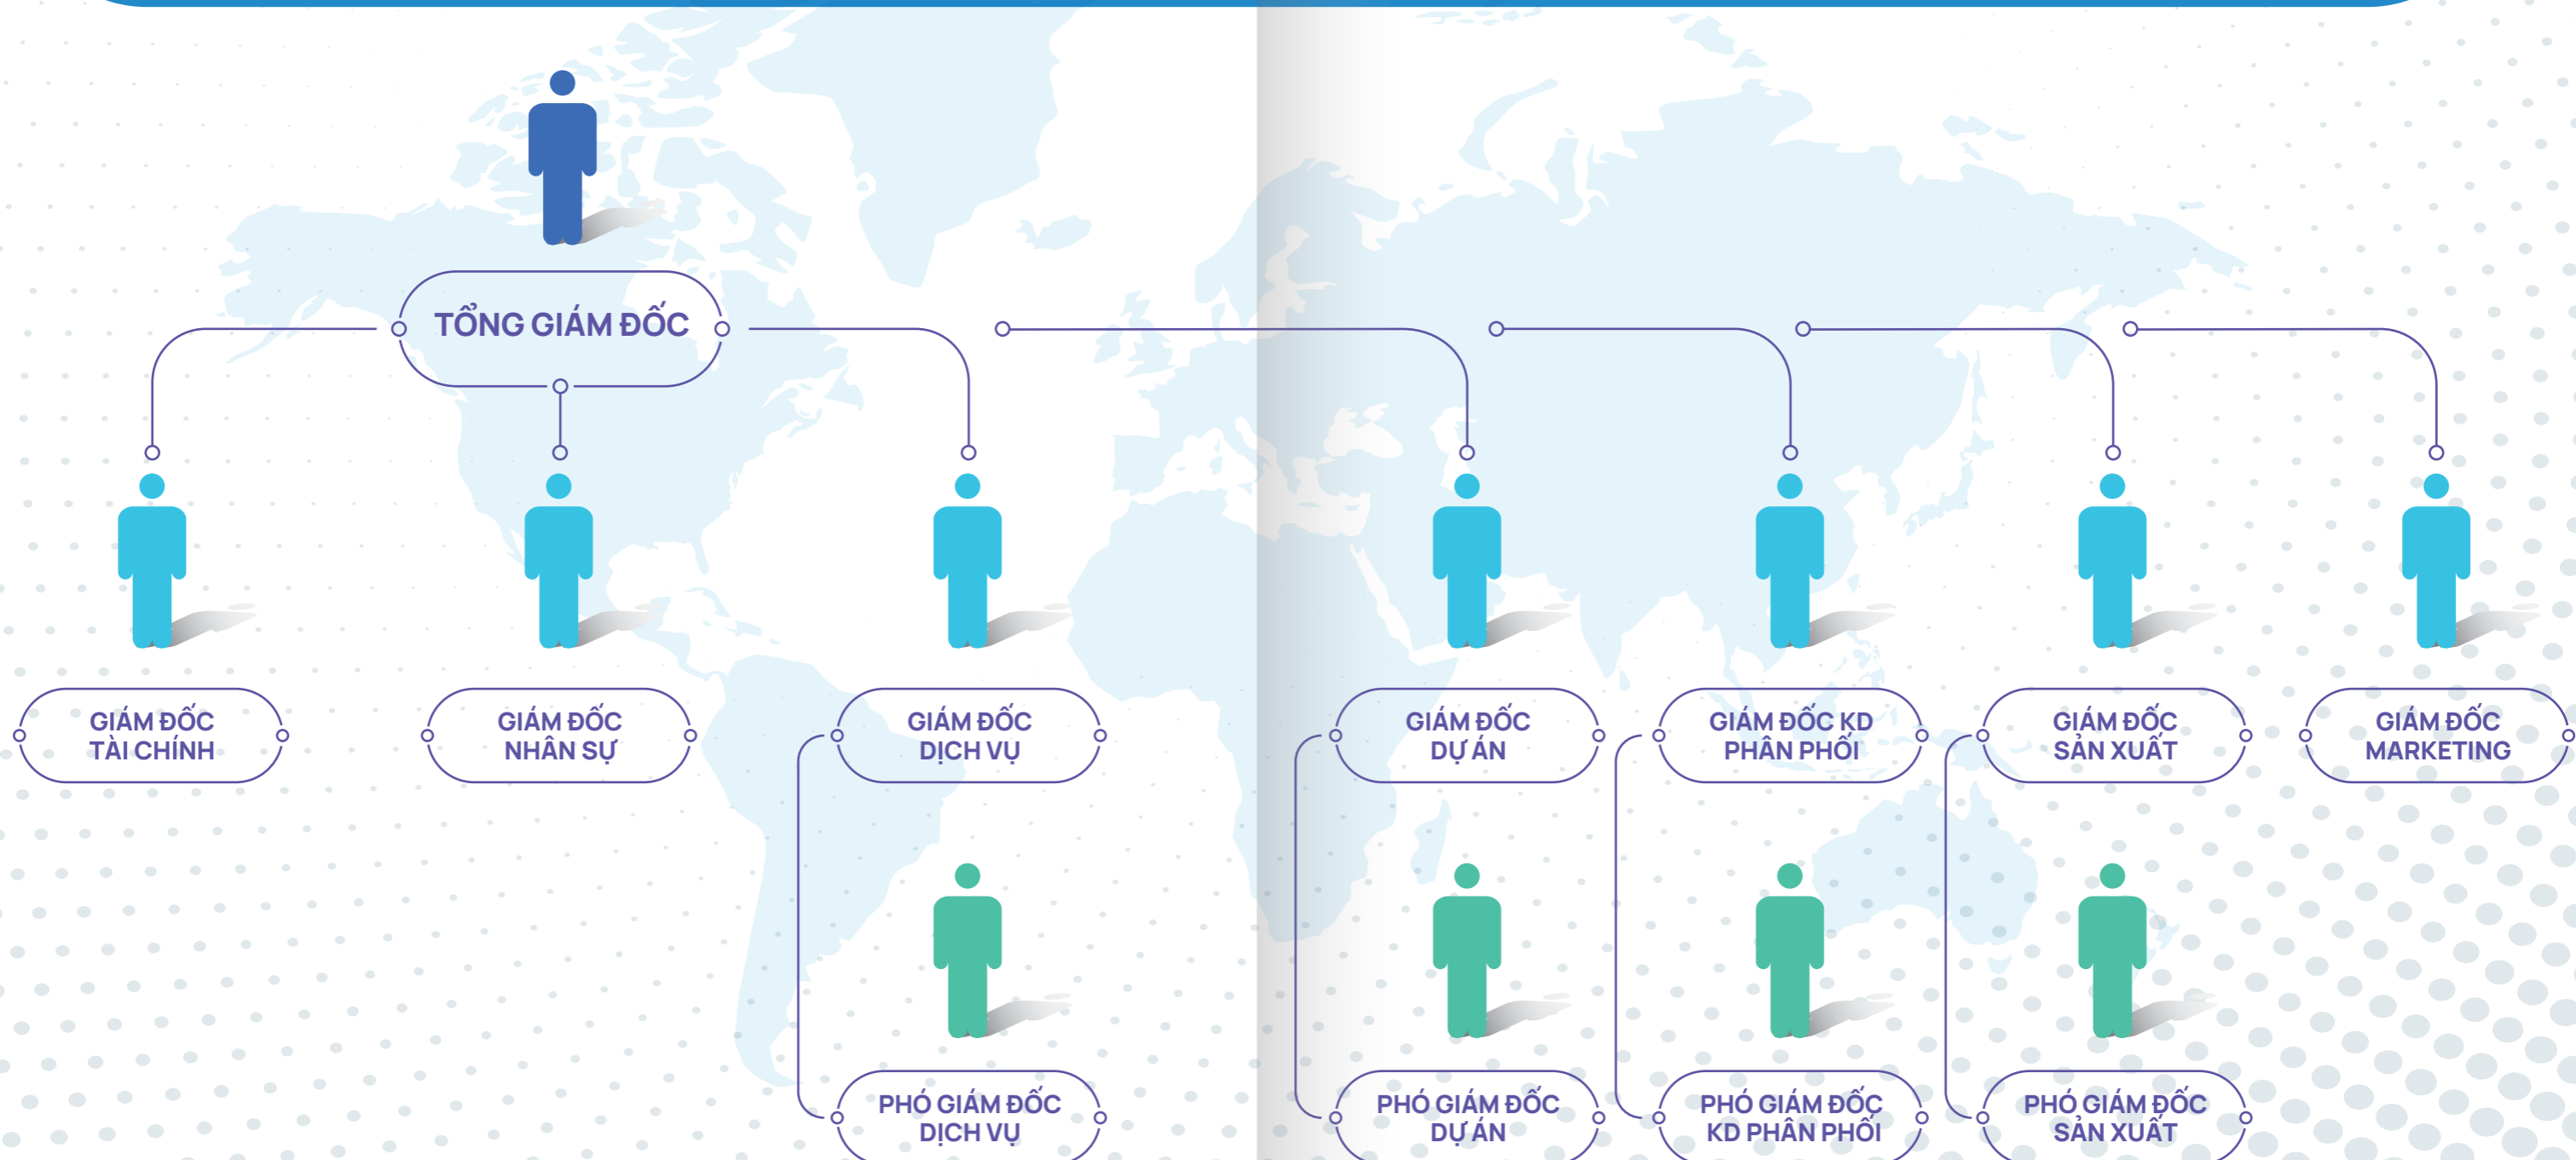 TỔNG GIÁM ĐỐC
GIÁM ĐỐC
TÀI CHÍNH
GIÁM ĐỐC
NHÂN SỰ
GIÁM ĐỐC
DỊCH VỤ
GIÁM ĐỐC
DỰ ÁN
GIÁM ĐỐC KD
PHÂN PHỐI
GIÁM ĐỐC
SẢN XUẤT
GIÁM ĐỐC
MARKETING
PHÓ GIÁM ĐỐC
DỊCH VỤ
PHÓ GIÁM ĐỐC
DỰ ÁN
PHÓ GIÁM ĐỐC
KD PHÂN PHỐI
PHÓ GIÁM ĐỐC
SẢN XUẤT